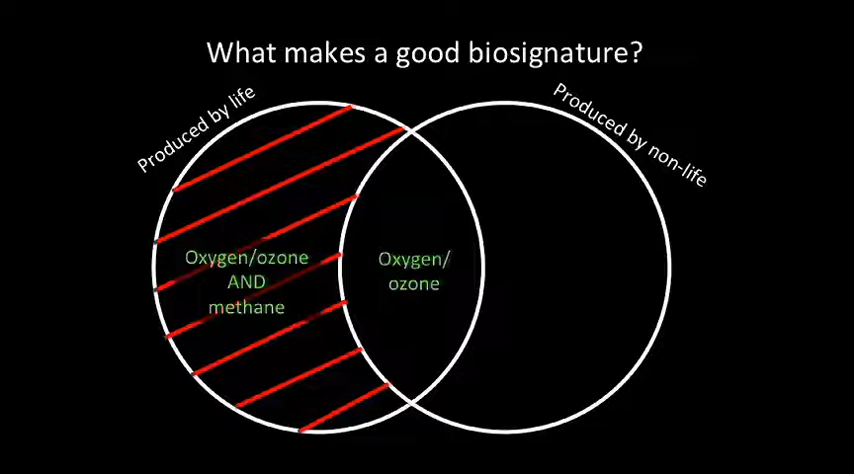 What makes a good biosignature?
Produced by life
Produced by non-life
Oxygen/ozone
AND
methane
Oxygen/
ozone